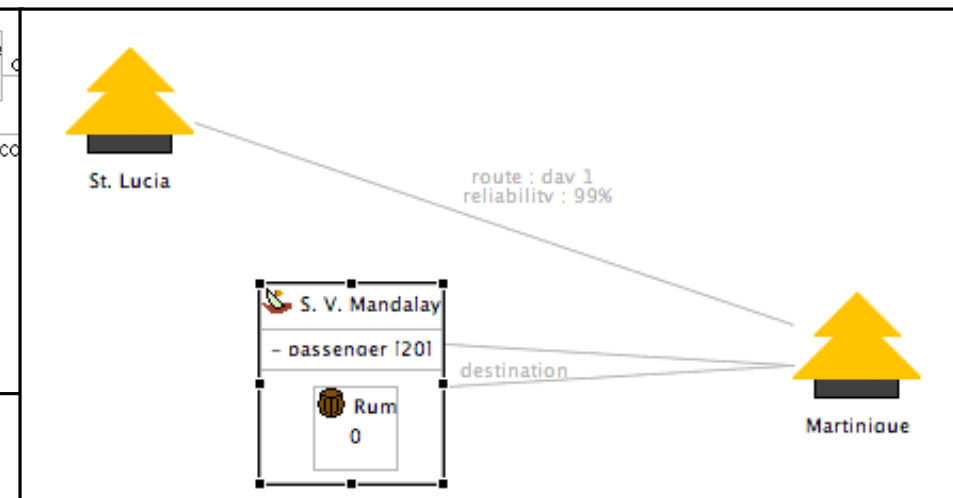 St. Lucia
route : day 1
reliability : 99%
S. V. Mandalay
- passenger [20]
destination
Rum
0
Martinique